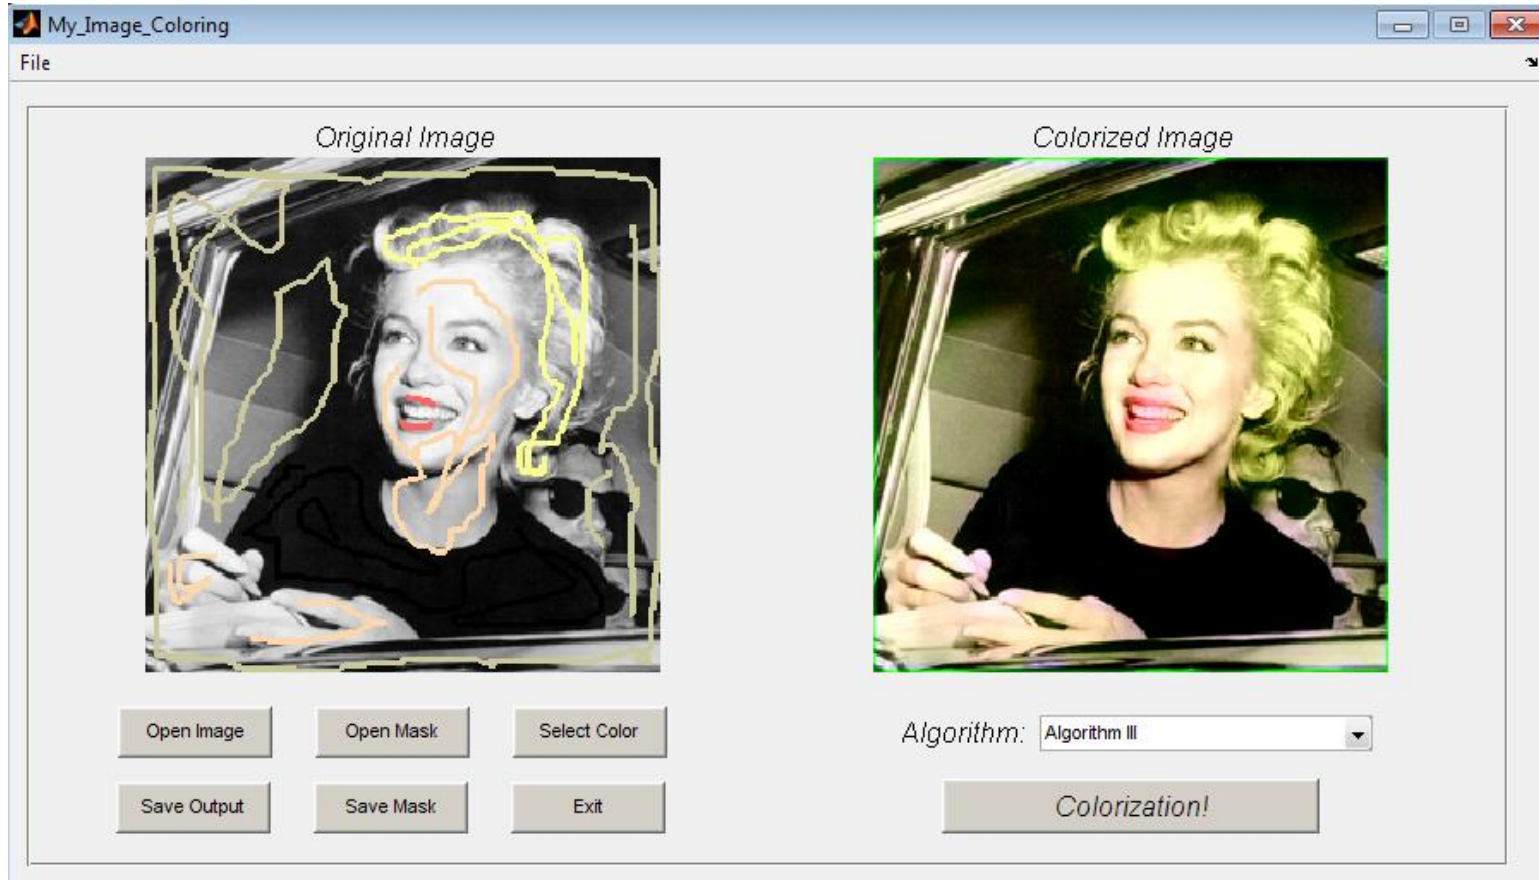 My_Image_Coloring
File
Original Image
Colorized Image
Open Image
Open Mask
Select Color
Algorithm:
Algorithm III
Save Output
Save Mask
Exit
Colorization!